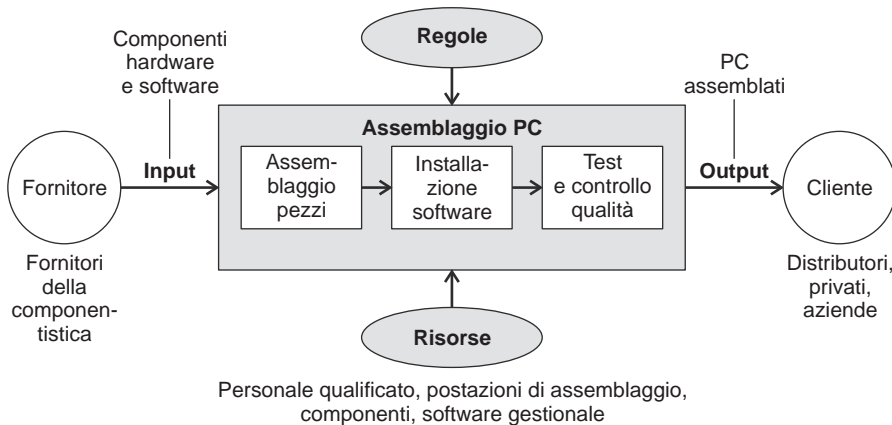 Componenti
hardware
e software
Regole
PC
assemblati
Assemblaggio PC
Fornitore
Input
Assem-
blaggio
pezzi
Installa-
zione
software
Test
e controllo
qualità
Output
Cliente
Fornitori
della
componen-
tistica
Distributori,
privati,
aziende
Risorse
Personale qualificato, postazioni di assemblaggio,
componenti, software gestionale